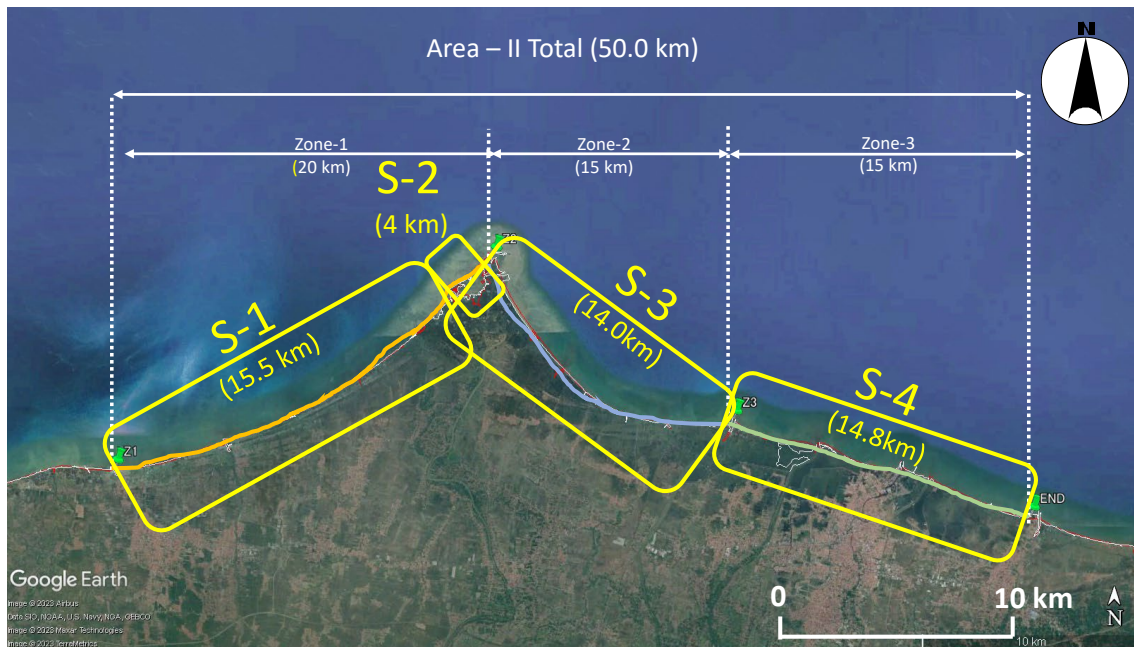 N
Area – II Total (50.0 km)
Zone-1
(20 km)
Zone-2
(15 km)
Zone-3
(15 km)
S-2
(4 km)
Z2
S-3
(14.0km)
S-1
(15.5 km)
S-4
(14.8km)
Z3
Z1
END
Google Earth
Image © 2023 Airbus
Data SIO, NOAA, U.S. Navy, NGA, GEBCO
Image © 2023 Maxar Technologies
Image © 2023 TerraMetrics
0 10 km
N
10 km